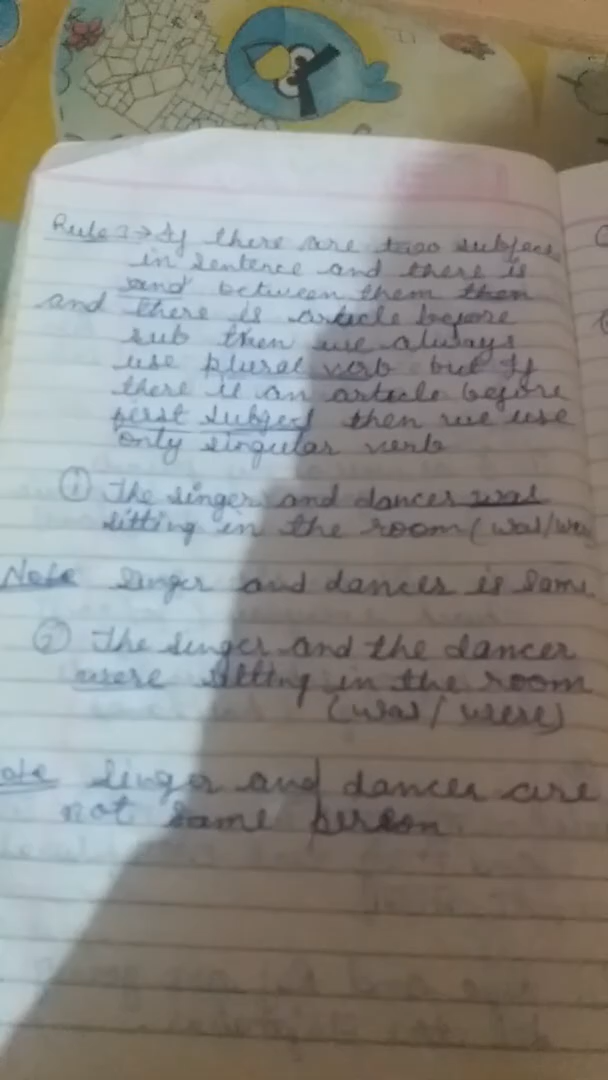 Rule → If there are two subject
in sentence and there is
and between them then
and there is article before
sub then we always
use plural verb but if
there is an article before
first subject then we use
only singular verb
① The singer and dancer was
sitting in the room (was/were
Note singer and dancer is same
② The singer and the dancer
were sitting in the room
(was/were)
ote singer and dancer are
not same person